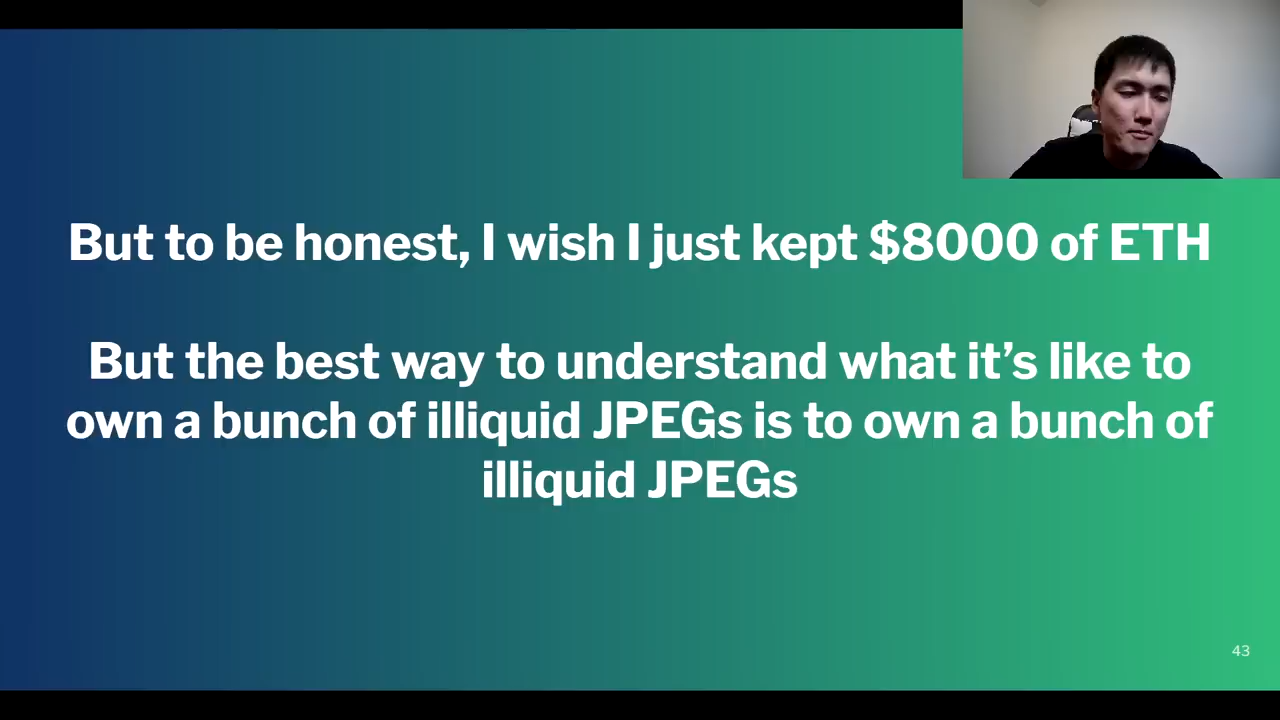 But to be honest, I wish I just kept $8000 of ETH
But the best way to understand what it’s like to
own a bunch of illiquid JPEGs is to own a bunch of
illiquid JPEGs
43